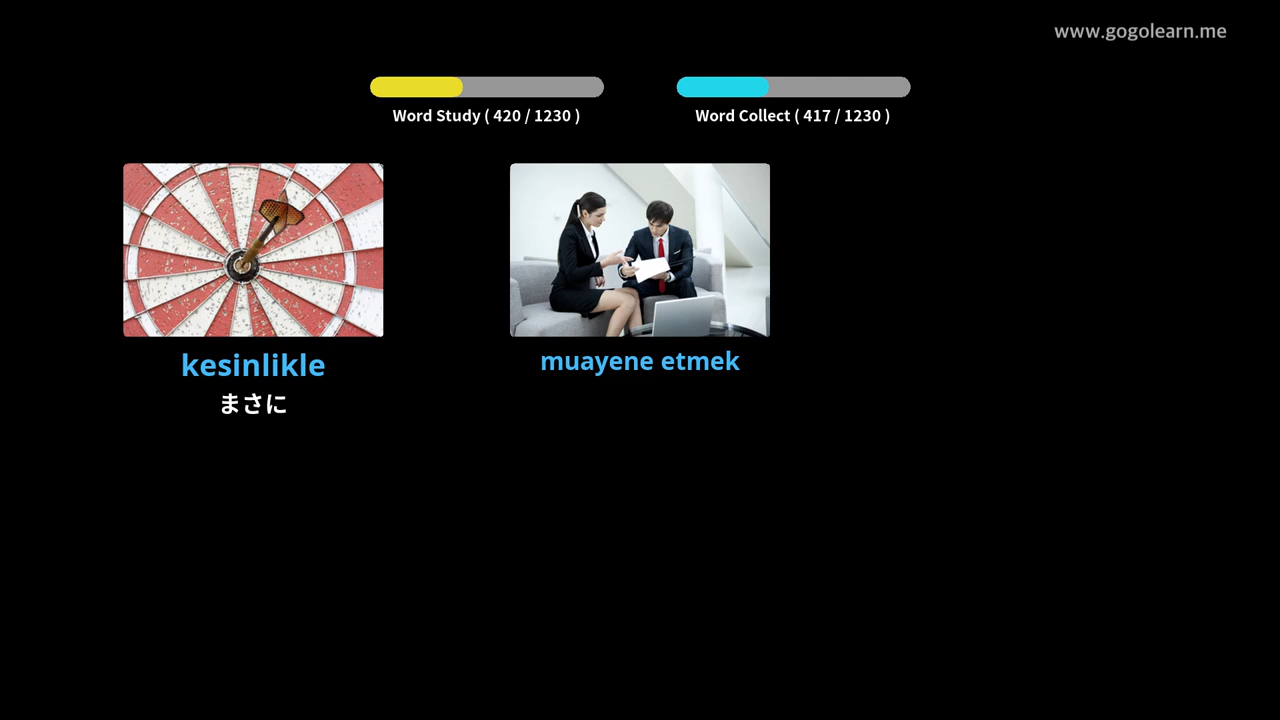 www.gogolearn.me
Word Study ( 420 / 1230 )
Word Collect ( 417 / 1230 )
kesinlikle
まさに
muayene etmek